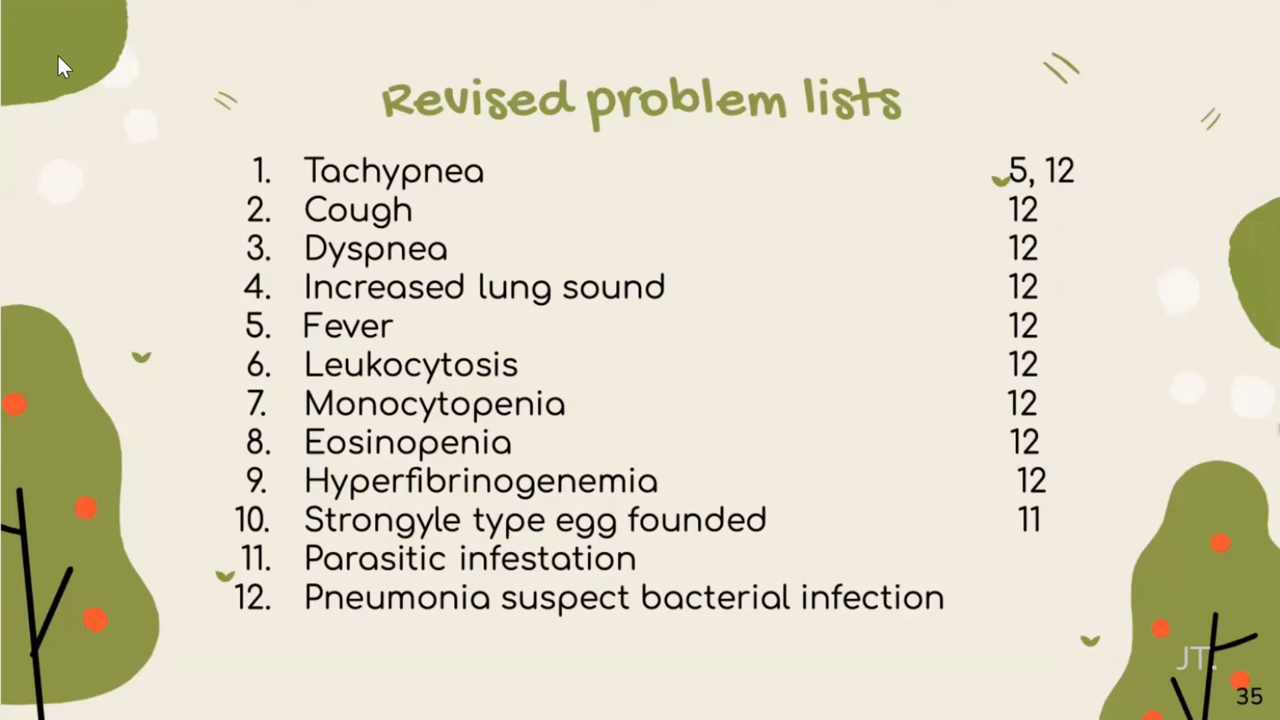 Revised problem lists
1. Tachypnea 5, 12
2. Cough 12
3. Dyspnea 12
4. Increased lung sound 12
5. Fever 12
6. Leukocytosis 12
7. Monocytopenia 12
8. Eosinopenia 12
9. Hyperfibrinogenemia 12
10. Strongyle type egg founded 11
11. Parasitic infestation
12. Pneumonia suspect bacterial infection
JT.
35